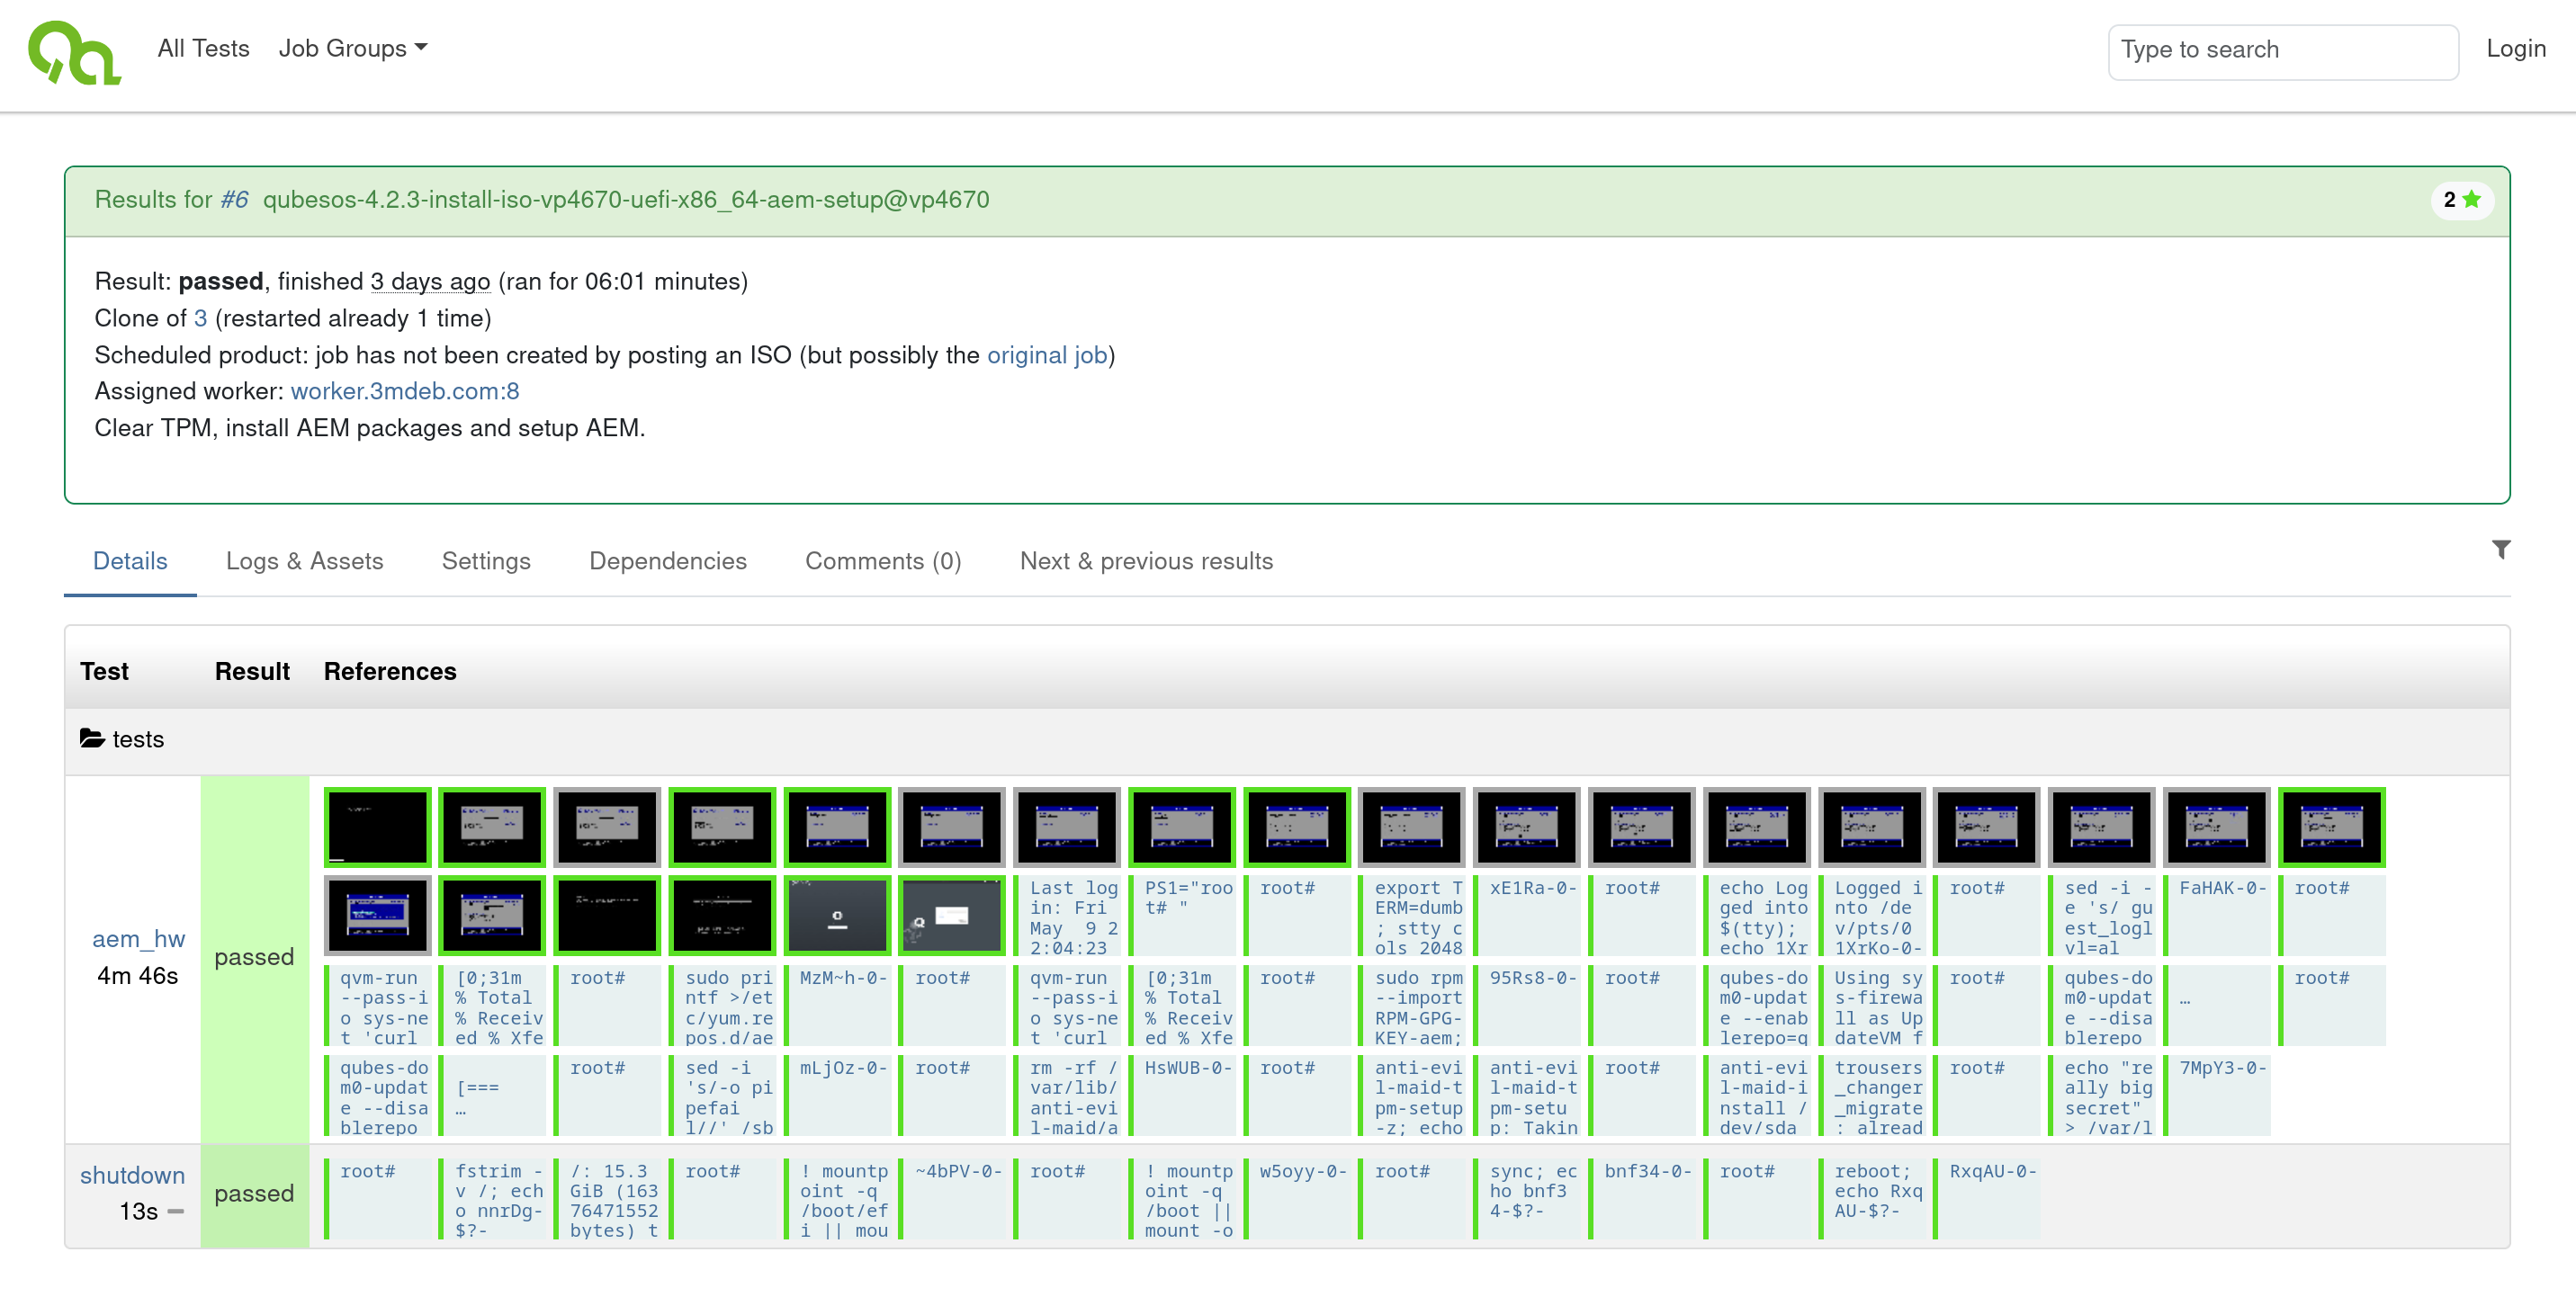 All Tests Job Groups Type to search Login
Results for #6 qubesos-4.2.3-install-iso-vp4670-uefi-x86_64-aem-setup@vp4670 2
Result: passed, finished 3 days ago (ran for 06:01 minutes)
Clone of 3 (restarted already 1 time)
Scheduled product: job has not been created by posting an ISO (but possibly the original job)
Assigned worker: worker.3mdeb.com:8
Clear TPM, install AEM packages and setup AEM.
Details Logs & Assets Settings Dependencies Comments (0) Next & previous results
Test Result References
tests
aem_hw
4m 46s
passed
Last log
in: Fri
May 9 2
2:04:23
PS1="roo
t# "
root#
export T
ERM=dumb
; stty c
ols 2048
xE1Ra-0-
root#
echo Log
ged into
$(tty);
echo 1Xr
Logged i
nto /de
v/pts/0
1XrKo-0-
root#
sed -i -
e 's/ gu
est_logl
vl=al
FaHAK-0-
root#
qvm-run
--pass-i
o sys-ne
t 'curl
[0;31m
% Total
% Receiv
ed % Xfe
root#
sudo pri
ntf >/et
c/yum.re
pos.d/ae
MzM~h-0-
root#
qvm-run
--pass-i
o sys-ne
t 'curl
[0;31m
% Total
% Receiv
ed % Xfe
root#
sudo rpm
--import
RPM-GPG-
KEY-aem;
95Rs8-0-
root#
qubes-do
m0-updat
e --enab
lerepo=q
Using sy
s-firewa
ll as Up
dateVM f
root#
qubes-do
m0-updat
e --disa
blerepo
…
root#
qubes-do
m0-updat
e --disa
blerepo
[===
…
root#
sed -i
's/-o pi
pefai
l//' /sb
mLjOz-0-
root#
rm -rf /
var/lib/
anti-evi
l-maid/a
HsWUB-0-
root#
anti-evi
l-maid-t
pm-setup
-z; echo
anti-evi
l-maid-t
pm-setu
p: Takin
root#
anti-evi
l-maid-i
nstall /
dev/sda
trousers
_changer
_migrate
: alread
root#
echo "re
ally big
secret"
> /var/l
7MpY3-0-
shutdown
13s
passed
root#
fstrim -
v /; ech
o nnrDg-
$?-
/: 15.3
GiB (163
76471552
bytes) t
root#
! mountp
oint -q
/boot/ef
i || mou
~4bPV-0-
root#
! mountp
oint -q
/boot ||
mount -o
w5oyy-0-
root#
sync; ec
ho bnf3
4-$?-
bnf34-0-
root#
reboot;
echo Rxq
AU-$?-
RxqAU-0-